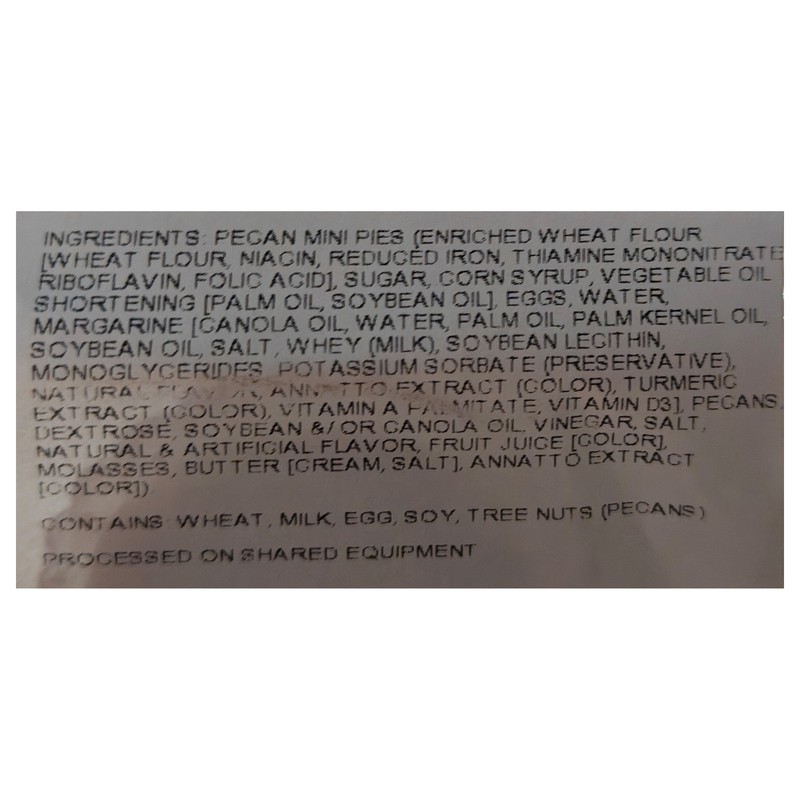 INGREDIENTS: PECAN MINI PIES (ENRICHED WHEAT FLOUR
[WHEAT FLOUR, NIACIN, REDUCED IRON, THIAMINE MONONITRATE
RIBOFLAVIN, FOLIC ACID], SUGAR, CORN SYRUP, VEGETABLE OIL
SHORTENING [PALM OIL, SOYBEAN OIL], EGGS, WATER,
MARGARINE [CANOLA OIL, WATER, PALM OIL, PALM KERNEL OIL,
SOYBEAN OIL, SALT, WHEY (MILK), SOYBEAN LECITHIN,
MONOGLYCERIDES, POTASSIUM SORBATE (PRESERVATIVE),
NATURAL FLAVOR, ANNATTO EXTRACT (COLOR), TURMERIC
EXTRACT (COLOR), VITAMIN A PALMITATE, VITAMIN D3], PECANS,
DEXTROSE, SOYBEAN &/OR CANOLA OIL, VINEGAR, SALT,
NATURAL & ARTIFICIAL FLAVOR, FRUIT JUICE [COLOR],
MOLASSES, BUTTER [CREAM, SALT], ANNATTO EXTRACT
[COLOR])
CONTAINS: WHEAT, MILK, EGG, SOY, TREE NUTS (PECANS)
PROCESSED ON SHARED EQUIPMENT